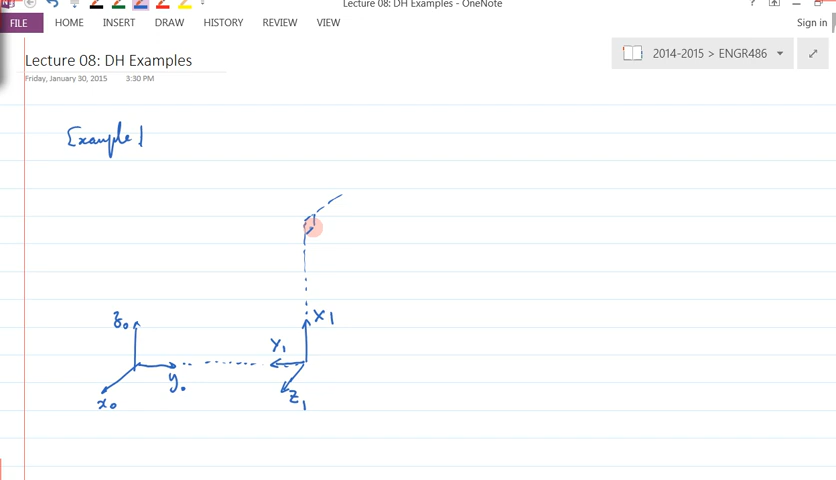 Lecture 08: DH Examples - OneNote
?
FILE HOME INSERT DRAW HISTORY REVIEW VIEW Sign in
Lecture 08: DH Examples
2014-2015 > ENGR486
Friday, January 30, 2015 3:30 PM
Example 1
z₀ x₁
y₁
y₀
x₀ z₁